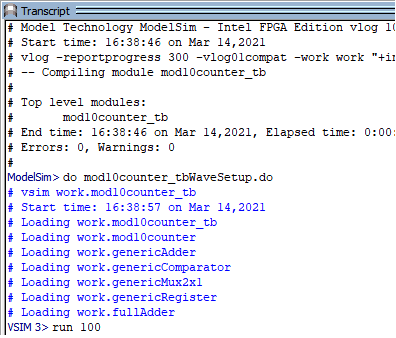 Transcript
# Model Technology ModelSim - Intel FPGA Edition vlog 10
# Start time: 16:38:46 on Mar 14,2021
# vlog -reportprogress 300 -vlog01compat -work work "+in
# -- Compiling module mod10counter_tb
#
# Top level modules:
#       mod10counter_tb
# End time: 16:38:46 on Mar 14,2021, Elapsed time: 0:00:
# Errors: 0, Warnings: 0
#
ModelSim> do mod10counter_tbWaveSetup.do
# vsim work.mod10counter_tb
# Start time: 16:38:57 on Mar 14,2021
# Loading work.mod10counter_tb
# Loading work.mod10counter
# Loading work.genericAdder
# Loading work.genericComparator
# Loading work.genericMux2x1
# Loading work.genericRegister
# Loading work.fullAdder
VSIM 3> run 100